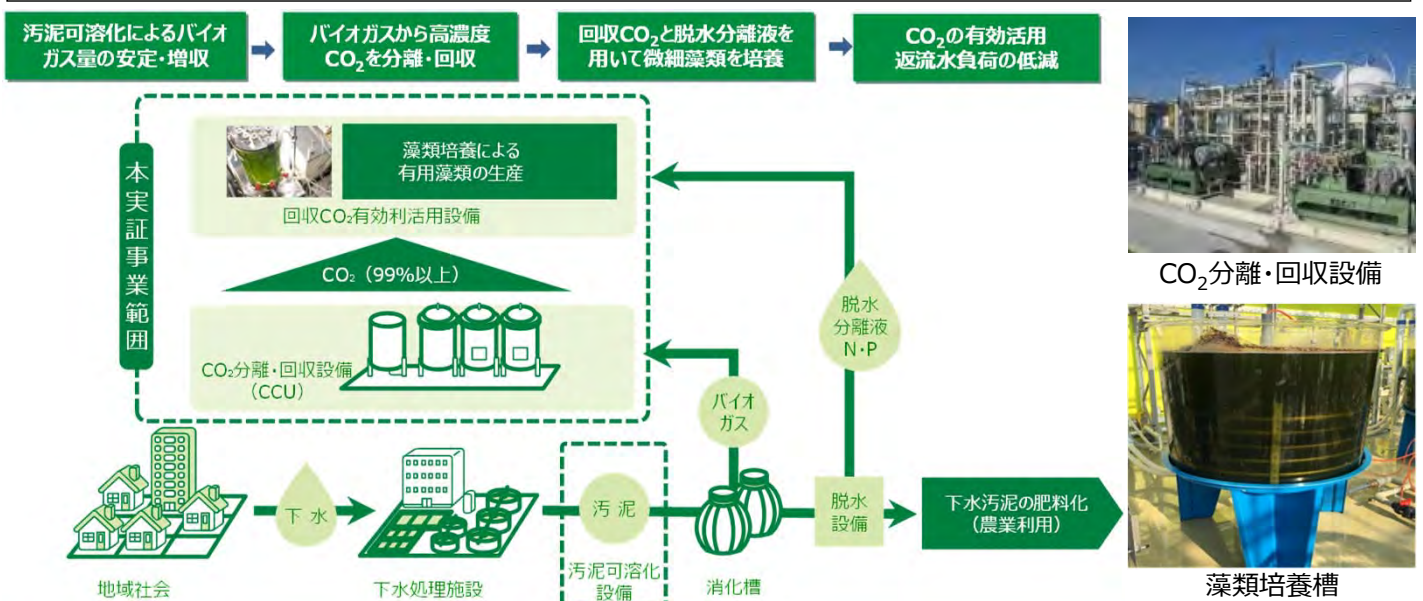 汚泥可溶化によるバイオ
ガス量の安定・増収
バイオガスから高濃度
CO₂を分離・回収
回収CO₂と脱水分離液を
用いて微細藻類を培養
CO₂の有効活用
返流水負荷の低減
本実証事業範囲
藻類培養による
有用藻類の生産
回収CO₂有効利活用設備
CO₂（99%以上）
CO₂分離・回収設備
（CCU）
脱水
分離液
N・P
バイオ
ガス
下水
汚泥
脱水
設備
下水汚泥の肥料化
（農業利用）
地域社会
下水処理施設
汚泥可溶化
設備
消化槽
CO₂分離・回収設備
藻類培養槽